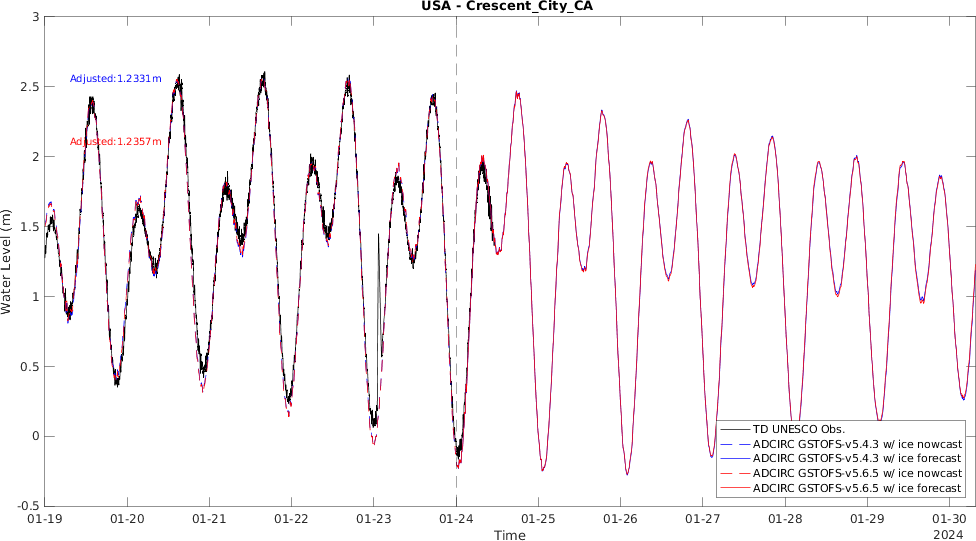 USA - Crescent_City_CA
3
2.5
2
1.5
1
0.5
0
-0.5
Water Level (m)
Adjusted:1.2331m
Adjusted:1.2357m
TD UNESCO Obs.
ADCIRC GSTOFS-v5.4.3 w/ ice nowcast
ADCIRC GSTOFS-v5.4.3 w/ ice forecast
ADCIRC GSTOFS-v5.6.5 w/ ice nowcast
ADCIRC GSTOFS-v5.6.5 w/ ice forecast
01-19 01-20 01-21 01-22 01-23 01-24 01-25 01-26 01-27 01-28 01-29 01-30
Time
2024